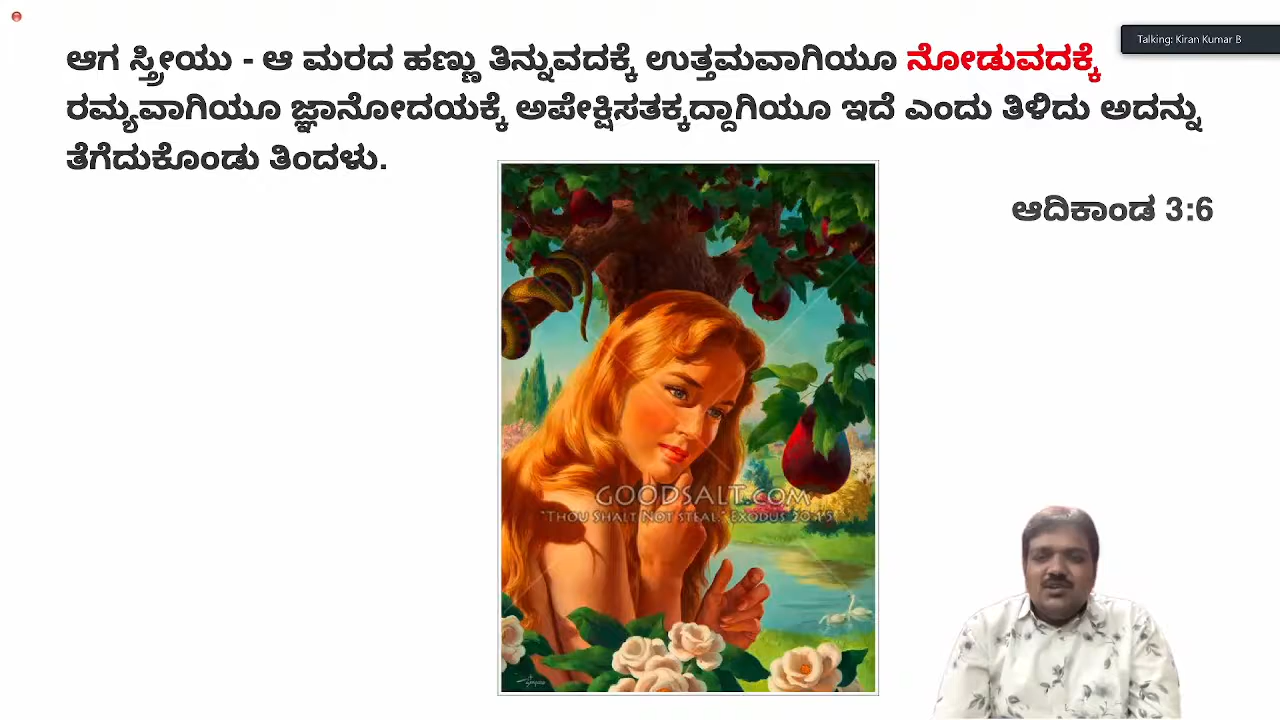 Talking: Kiran Kumar B
ಆಗ ಸ್ತ್ರೀಯು - ಆ ಮರದ ಹಣ್ಣು ತಿನ್ನುವದಕ್ಕೆ ಉತ್ತಮವಾಗಿಯೂ ನೋಡುವದಕ್ಕೆ
ರಮ್ಯವಾಗಿಯೂ ಜ್ಞಾನೋದಯಕ್ಕೆ ಅಪೇಕ್ಷಿಸತಕ್ಕದ್ದಾಗಿಯೂ ಇದೆ ಎಂದು ತಿಳಿದು ಅದನ್ನು
ತೆಗೆದುಕೊಂಡು ತಿಂದಳು.
ಆದಿಕಾಂಡ 3:6
GOODSALT.COM
"THOU SHALT NOT STEAL." EXODUS 20:15